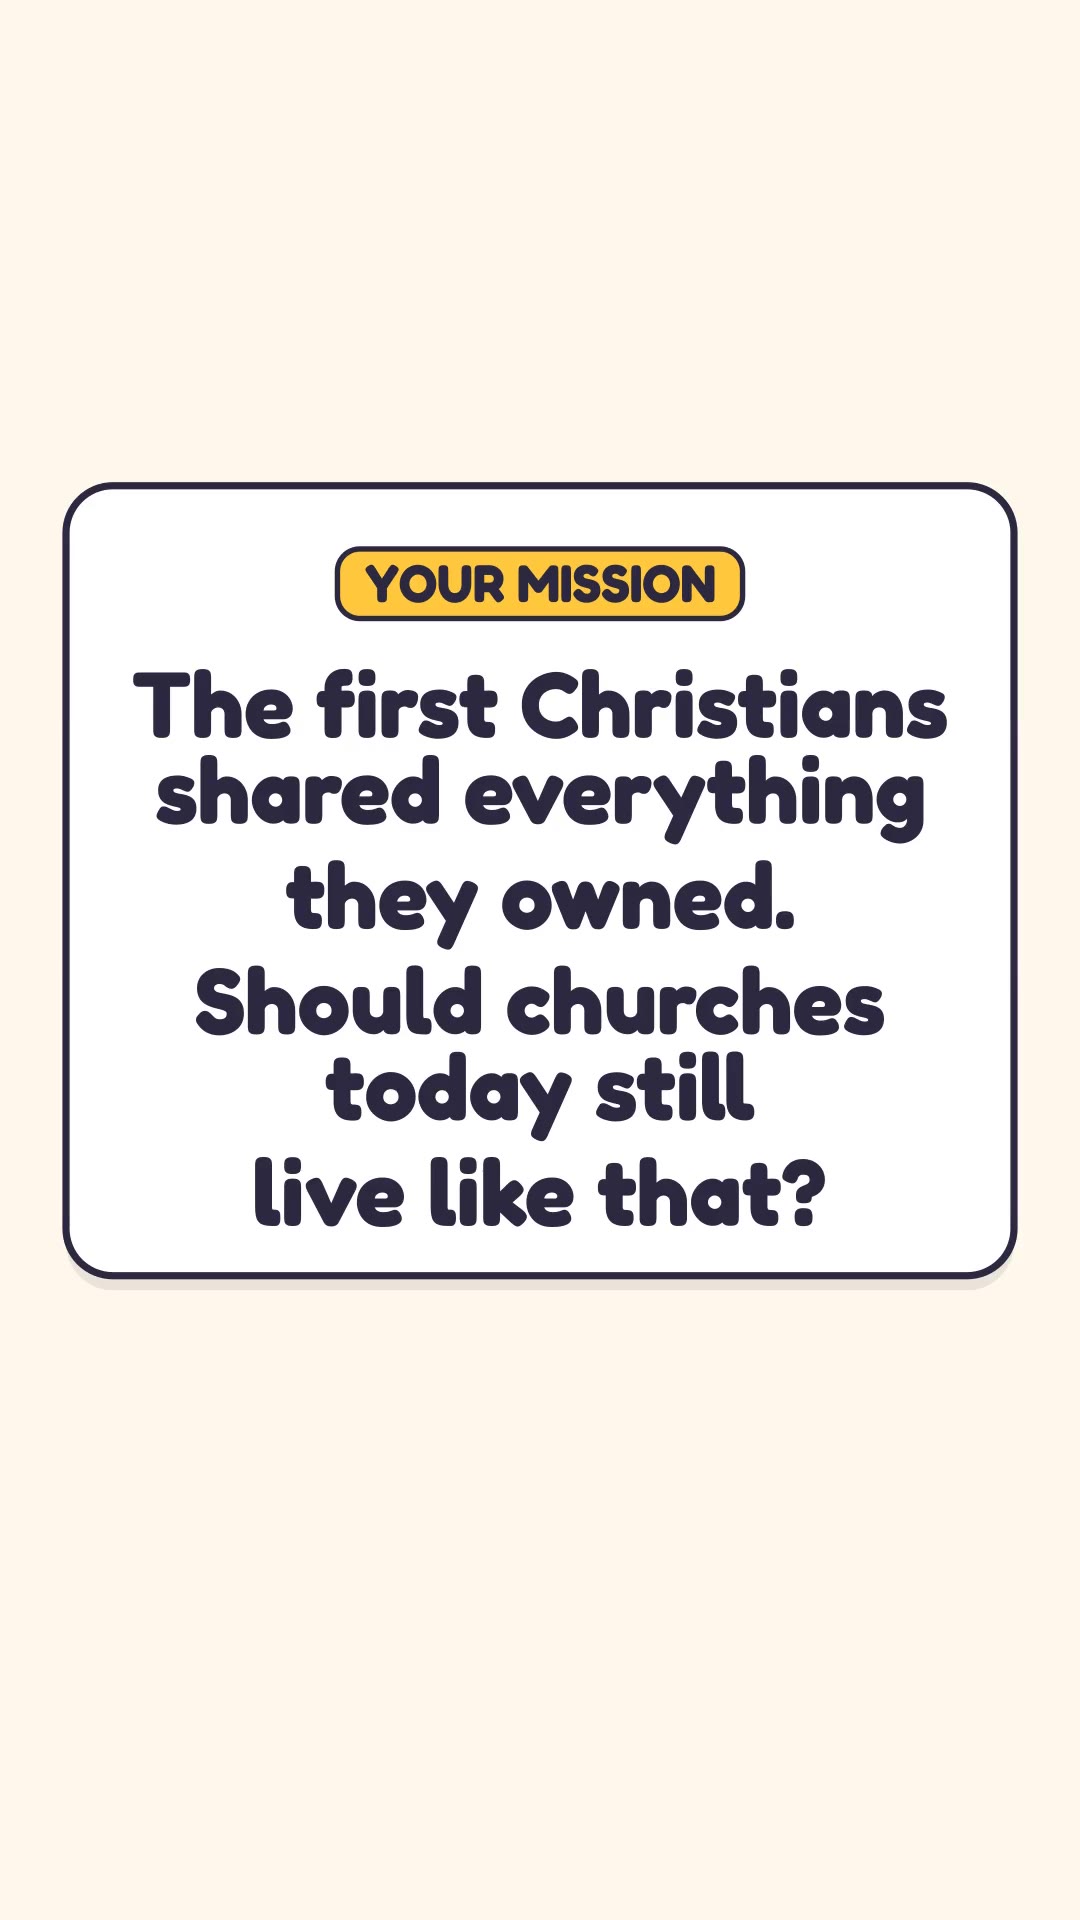 YOUR MISSION
The first Christians
shared everything
they owned.
Should churches
today still
live like that?